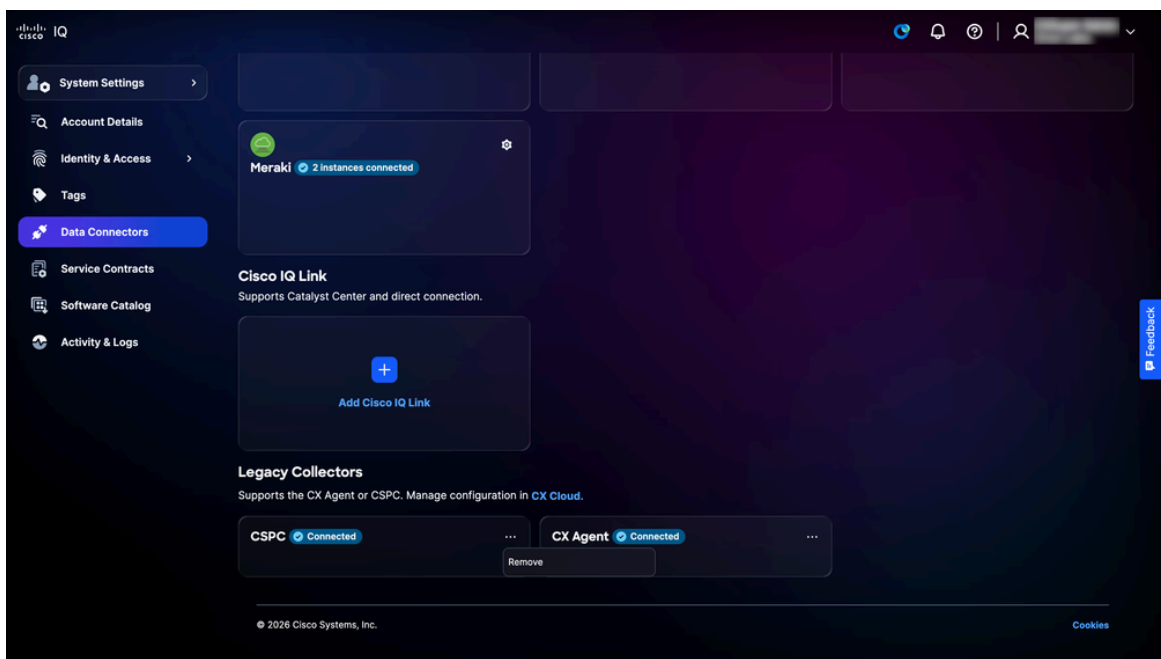 cisco IQ
System Settings
Account Details
Identity & Access
Tags
Data Connectors
Service Contracts
Software Catalog
Activity & Logs
Meraki 2 instances connected
Cisco IQ Link
Supports Catalyst Center and direct connection.
Add Cisco IQ Link
Legacy Collectors
Supports the CX Agent or CSPC. Manage configuration in CX Cloud.
CSPC Connected ...
CX Agent Connected ...
Remove
Feedback
© 2026 Cisco Systems, Inc.
Cookies